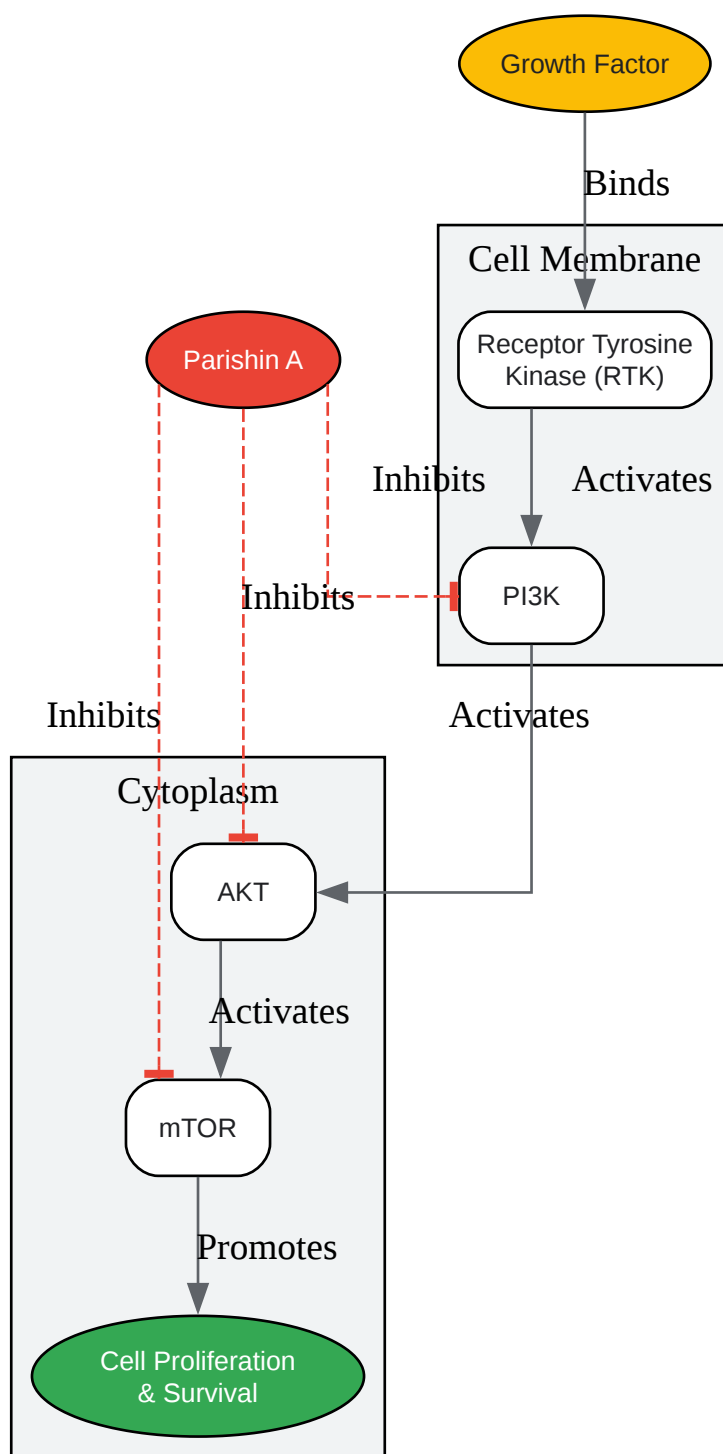 Growth Factor
Binds
Cell Membrane
Parishin A
Receptor Tyrosine
Kinase (RTK)
Inhibits
Activates
PI3K
Inhibits
Inhibits
Activates
Cytoplasm
AKT
Activates
mTOR
Promotes
Cell Proliferation
& Survival